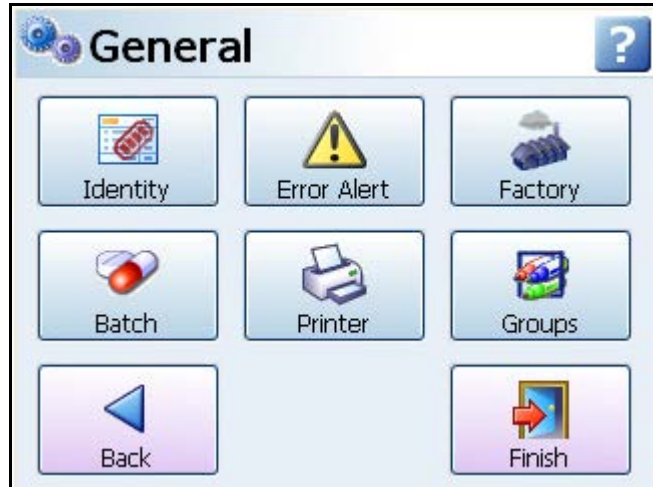 General
?
Identity
Error Alert
Factory
Batch
Printer
Groups
Back
Finish